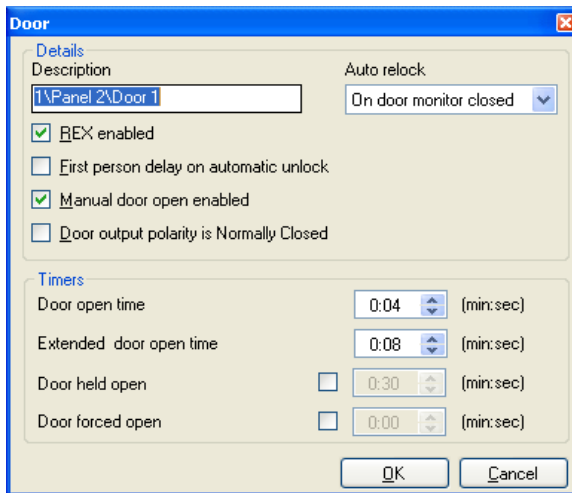 Door
Details
Description Auto relock
1\Panel 2\Door 1 On door monitor closed
REX enabled
First person delay on automatic unlock
Manual door open enabled
Door output polarity is Normally Closed
Timers
Door open time 0:04 (min:sec)
Extended door open time 0:08 (min:sec)
Door held open 0:30 (min:sec)
Door forced open 0:00 (min:sec)
OK Cancel